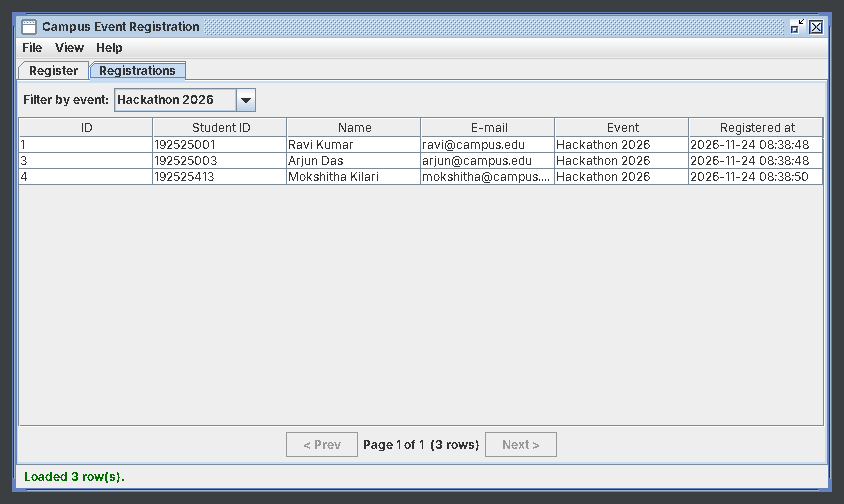 Campus Event Registration
File View Help
Register Registrations
Filter by event: Hackathon 2026
ID Student ID Name E-mail Event Registered at
1 192525001 Ravi Kumar ravi@campus.edu Hackathon 2026 2026-11-24 08:38:48
3 192525003 Arjun Das arjun@campus.edu Hackathon 2026 2026-11-24 08:38:48
4 192525413 Mokshitha Kilari mokshitha@campus.... Hackathon 2026 2026-11-24 08:38:50
< Prev Page 1 of 1 (3 rows) Next >
Loaded 3 row(s).